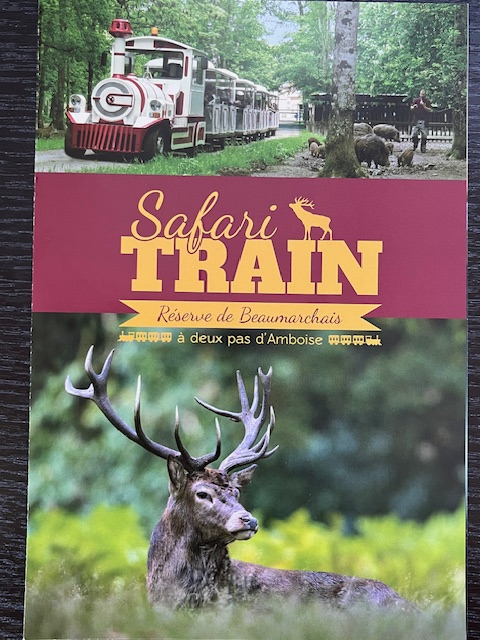 Safari
TRAIN
Réserve de Beaumarchais
à deux pas d'Amboise